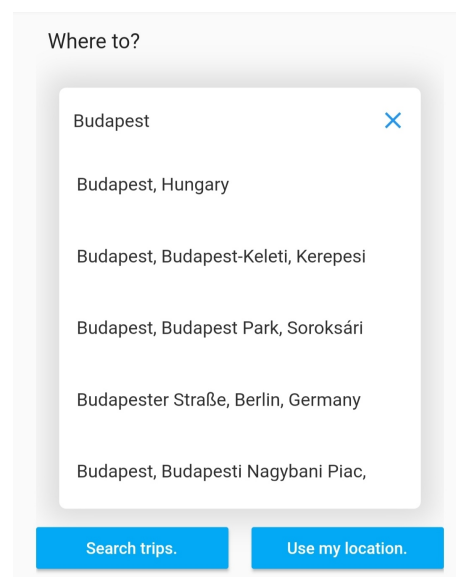 Where to?
Budapest
Budapest, Hungary
Budapest, Budapest-Keleti, Kerepesi
Budapest, Budapest Park, Soroksári
Budapester Straße, Berlin, Germany
Budapest, Budapesti Nagybani Piac,
Search trips. Use my location.